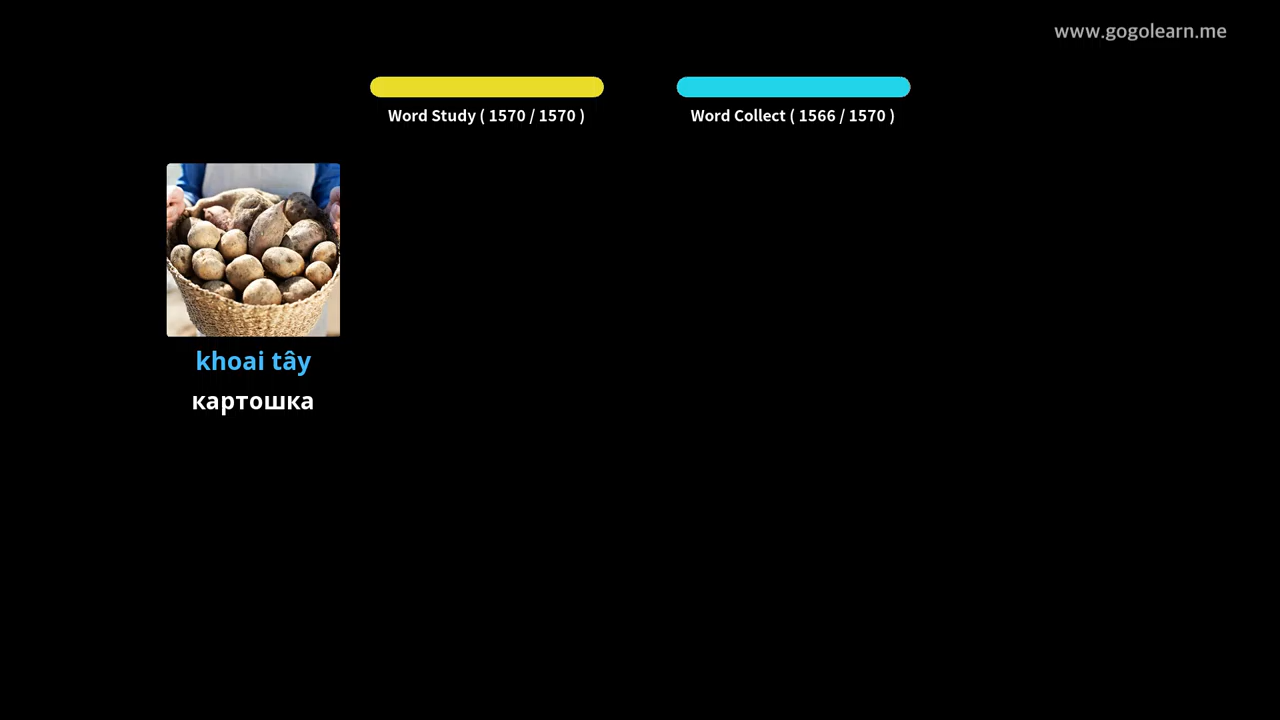 www.gogolearn.me
Word Study ( 1570 / 1570 )
Word Collect ( 1566 / 1570 )
khoai tây
картошка